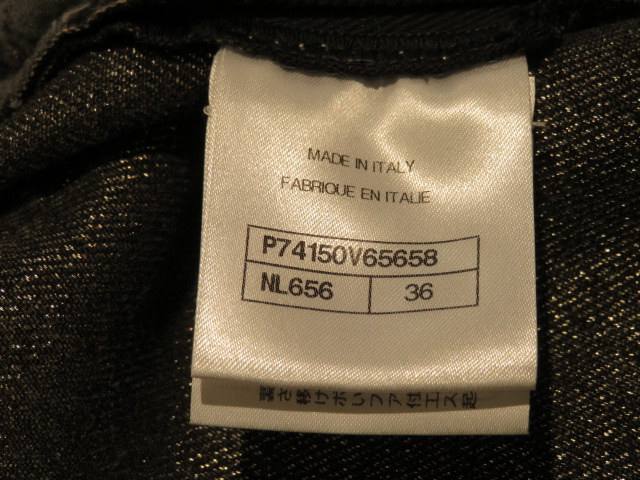 MADE IN ITALY
FABRIQUE EN ITALIE
P74150V65658
NL656 36